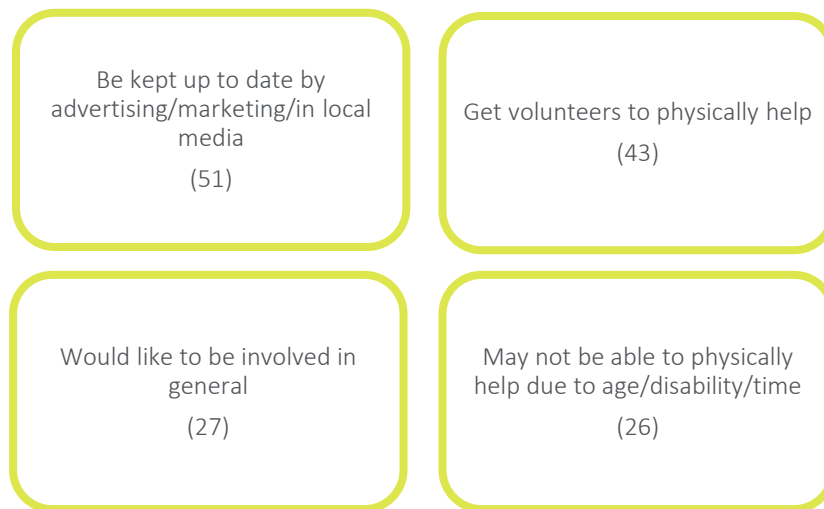 Be kept up to date by
advertising/marketing/in local
media
(51)
Get volunteers to physically help
(43)
Would like to be involved in
general
(27)
May not be able to physically
help due to age/disability/time
(26)